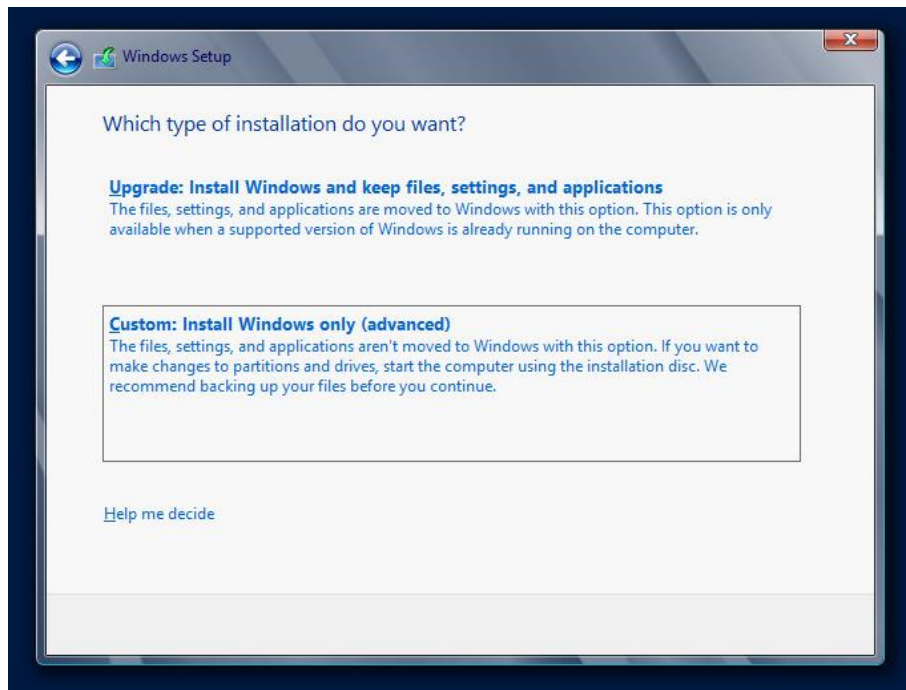 Windows Setup
Which type of installation do you want?
Upgrade: Install Windows and keep files, settings, and applications
The files, settings, and applications are moved to Windows with this option. This option is only
available when a supported version of Windows is already running on the computer.
Custom: Install Windows only (advanced)
The files, settings, and applications aren't moved to Windows with this option. If you want to
make changes to partitions and drives, start the computer using the installation disc. We
recommend backing up your files before you continue.
Help me decide